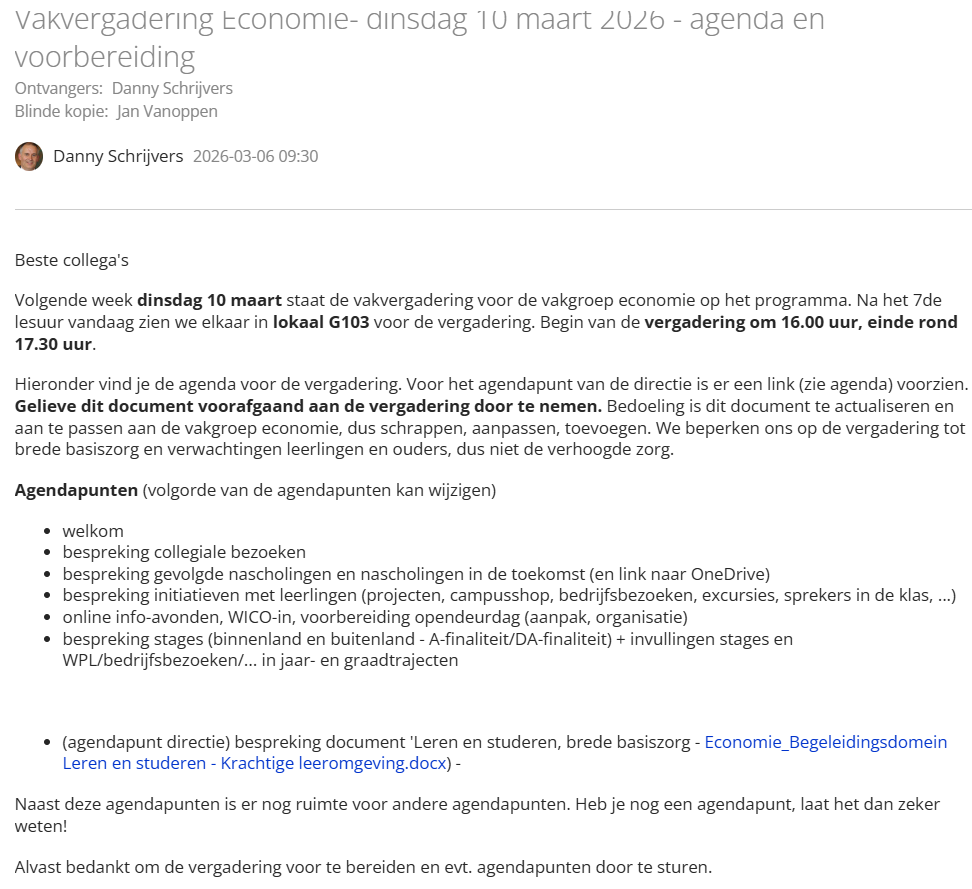 Vakvergadering Economie- dinsdag 10 maart 2026 - agenda en
voorbereiding
Ontvangers: Danny Schrijvers
Blinde kopie: Jan Vanoppen
Danny Schrijvers 2026-03-06 09:30
Beste collega's
Volgende week dinsdag 10 maart staat de vakvergadering voor de vakgroep economie op het programma. Na het 7de
lesuur vandaag zien we elkaar in lokaal G103 voor de vergadering. Begin van de vergadering om 16.00 uur, einde rond
17.30 uur.
Hieronder vind je de agenda voor de vergadering. Voor het agendapunt van de directie is er een link (zie agenda) voorzien.
Gelieve dit document voorafgaand aan de vergadering door te nemen. Bedoeling is dit document te actualiseren en
aan te passen aan de vakgroep economie, dus schrappen, aanpassen, toevoegen. We beperken ons op de vergadering tot
brede basiszorg en verwachtingen leerlingen en ouders, dus niet de verhoogde zorg.
Agendapunten (volgorde van de agendapunten kan wijzigen)
• welkom
• bespreking collegiale bezoeken
• bespreking gevolgde nascholingen en nascholingen in de toekomst (en link naar OneDrive)
• bespreking initiatieven met leerlingen (projecten, campusshop, bedrijfsbezoeken, excursies, sprekers in de klas, ...)
• online info-avonden, WICO-in, voorbereiding opendeurdag (aanpak, organisatie)
• bespreking stages (binnenland en buitenland - A-finaliteit/DA-finaliteit) + invullingen stages en
WPL/bedrijfsbezoeken/... in jaar- en graadtrajecten
• (agendapunt directie) bespreking document 'Leren en studeren, brede basiszorg - Economie_Begeleidingsdomein
Leren en studeren - Krachtige leeromgeving.docx) -
Naast deze agendapunten is er nog ruimte voor andere agendapunten. Heb je nog een agendapunt, laat het dan zeker
weten!
Alvast bedankt om de vergadering voor te bereiden en evt. agendapunten door te sturen.